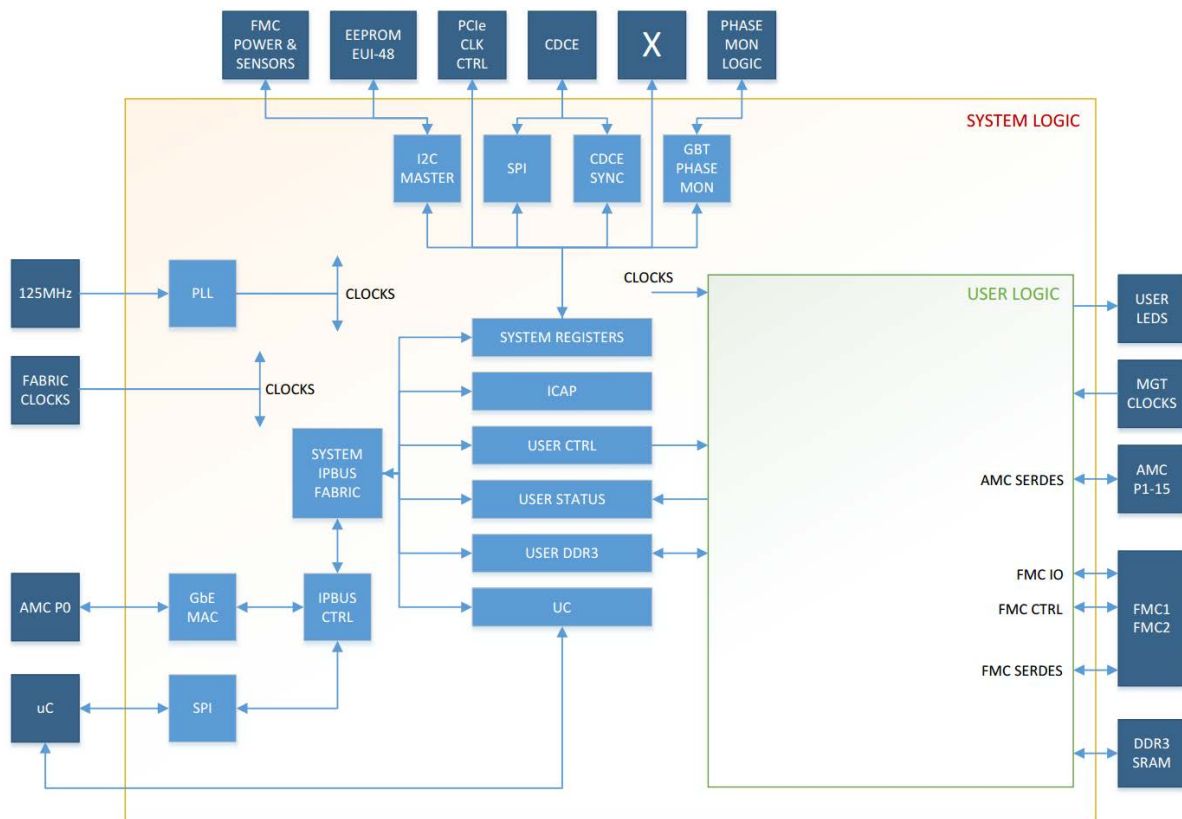 FMC
POWER &
SENSORS
EEPROM
EUI-48
PCIe
CLK
CTRL
CDCE
X
PHASE
MON
LOGIC
SYSTEM LOGIC
I2C
MASTER
SPI
CDCE
SYNC
GBT
PHASE
MON
125MHz
PLL
CLOCKS
CLOCKS
USER LOGIC
USER
LEDS
SYSTEM REGISTERS
FABRIC
CLOCKS
CLOCKS
ICAP
MGT
CLOCKS
SYSTEM
IPBUS
FABRIC
USER CTRL
USER STATUS
AMC SERDES
AMC
P1-15
USER DDR3
FMC IO
AMC P0
GbE
MAC
IPBUS
CTRL
UC
FMC CTRL
FMC1
FMC2
FMC SERDES
uC
SPI
DDR3
SRAM